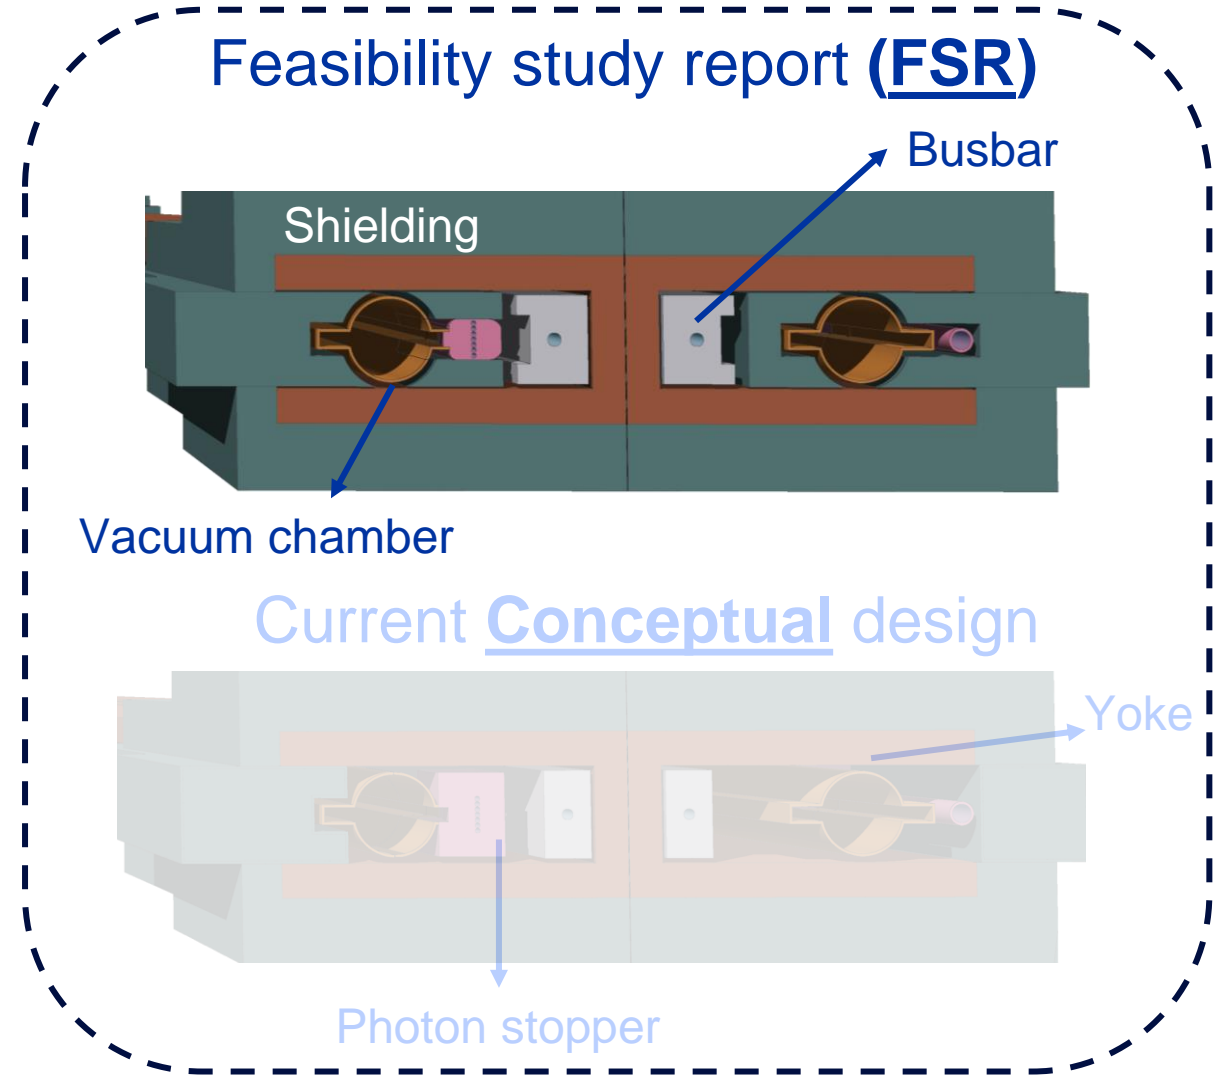 Feasibility study report (FSR)
Busbar
Shielding
Vacuum chamber
Current Conceptual design
Yoke
Photon stopper